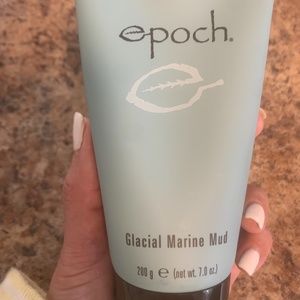 epoch®
Glacial Marine Mud
200 g ℮ (net wt. 7.0 oz.)